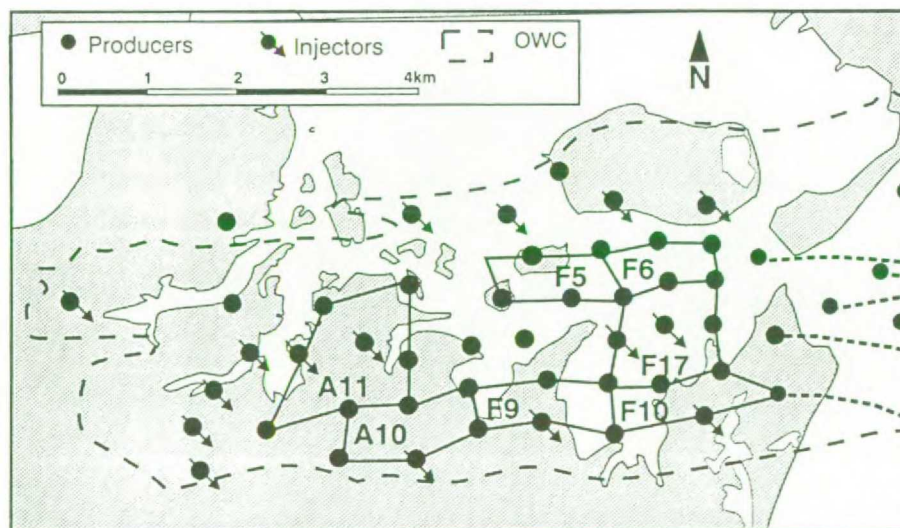 Producers Injectors OWC
0 1 2 3 4km
N
F5 F6
F17
A11
F9 F10
A10